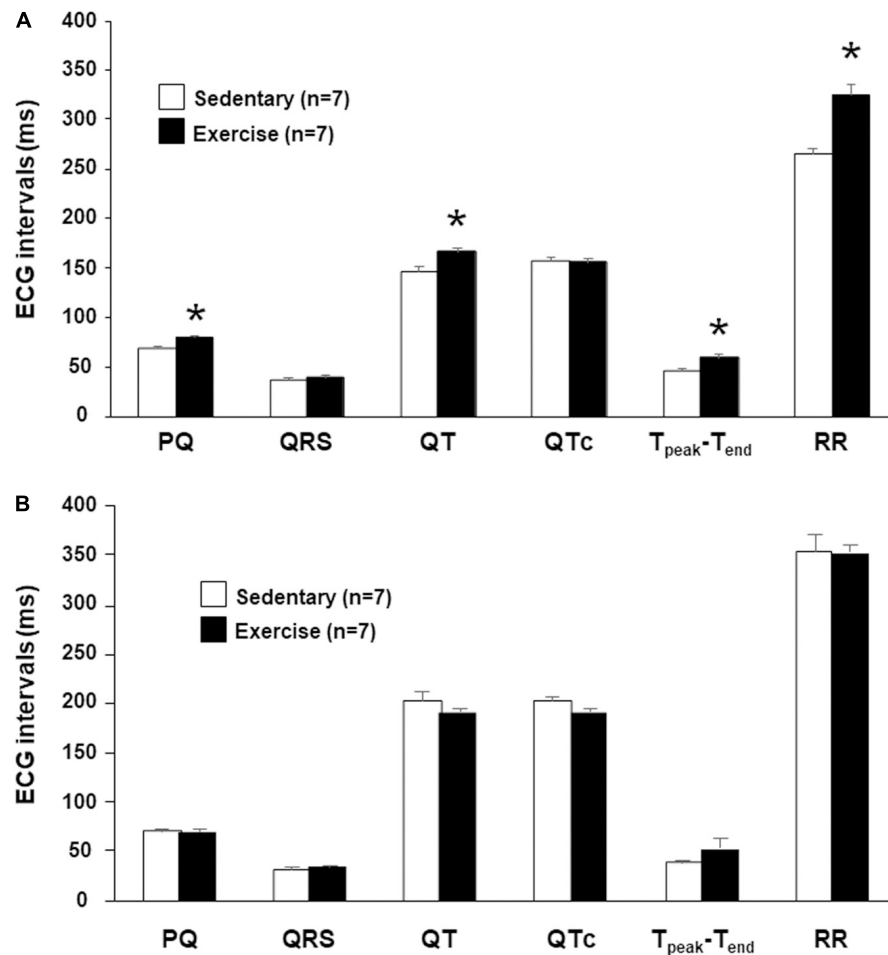 A
ECG intervals (ms)
400
350
300
250
200
150
100
50
0
Sedentary (n=7)
Exercise (n=7)
*
*
*
*
PQ QRS QT QTc Tpeak-Tend RR
B
ECG intervals (ms)
400
350
300
250
200
150
100
50
0
Sedentary (n=7)
Exercise (n=7)
PQ QRS QT QTc Tpeak-Tend RR